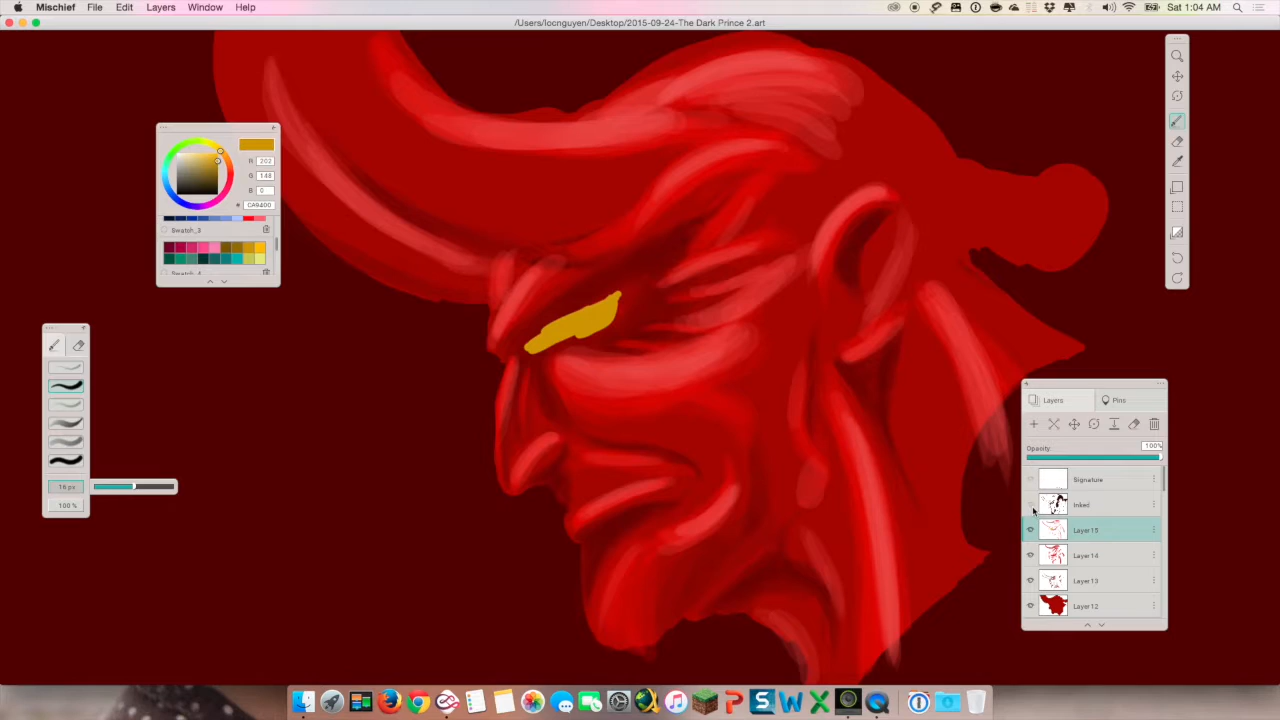 Mischief File Edit Layers Window Help Sat 1:04 AM
/Users/locnguyen/Desktop/2015-09-24-The Dark Prince 2.art
R 202
G 148
B 0
# CA9400
Swatch_3
Swatch_4
16 px
100 %
Layers Pins
Opacity: 100%
Signature
Inked
Layer15
Layer14
Layer13
Layer12